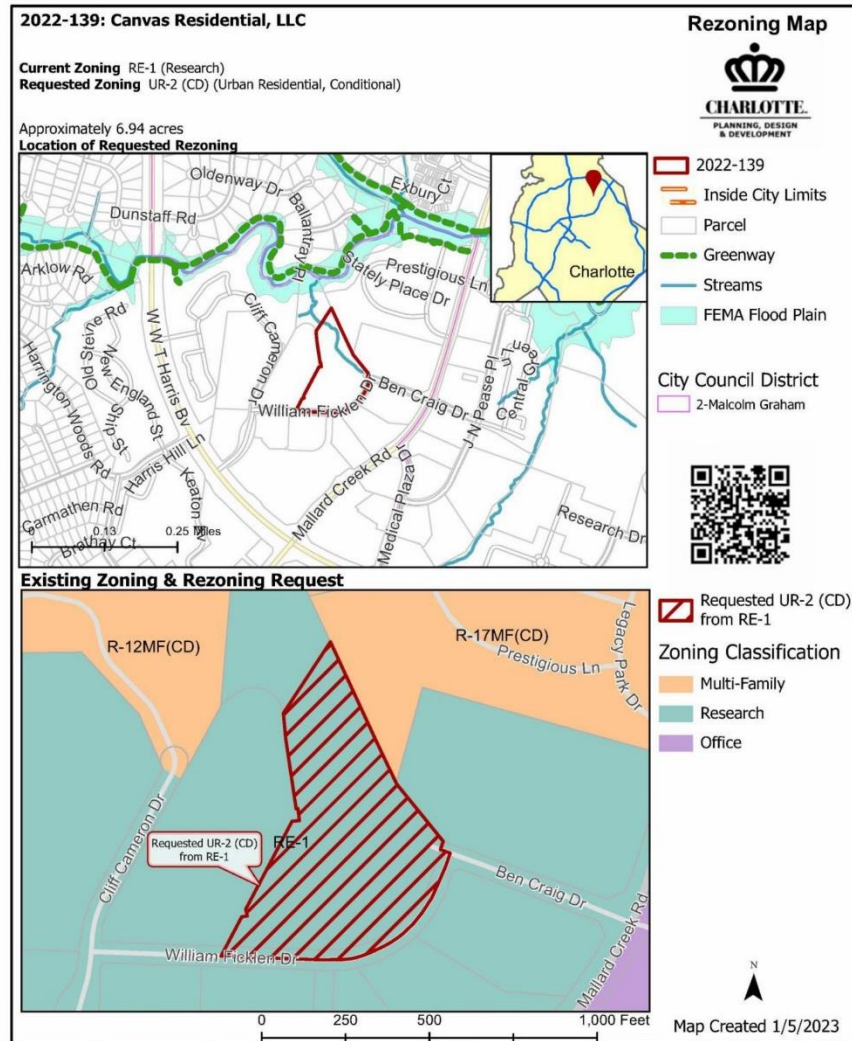 2022-139: Canvas Residential, LLC
Current Zoning RE-1 (Research)
Requested Zoning UR-2 (CD) (Urban Residential, Conditional)
Approximately 6.94 acres
Location of Requested Rezoning
Rezoning Map
CHARLOTTE.
PLANNING, DESIGN
& DEVELOPMENT
Oldenway Dr
Exbury Ct
Dunstaff Rd
Ballantray Pl
Arklow Rd
Stately Place Dr
Prestigious Ln
Charlotte
Old Steine Rd
W W T Harris Bv
Cliff Cameron Dr
New England St
Ship St
Harrington Woods Rd
William Ficklen Dr
Ben Craig Dr
J N Pease Pl
Central Green Ls
Harris Hill Ln
Keaton Av
Mallard Creek Rd
Medical Plaza Dr
Carmathen Rd
Brathay Ct
Research Dr
0 0.13 0.25 Miles
2022-139
Inside City Limits
Parcel
Greenway
Streams
FEMA Flood Plain
City Council District
2-Malcolm Graham
Existing Zoning & Rezoning Request
R-12MF(CD)
R-17MF(CD)
Prestigious Ln
Legacy Park Dr
Cliff Cameron Dr
RE-1
Requested UR-2 (CD)
from RE-1
Ben Craig Dr
William Ficklen Dr
Mallard Creek Rd
Requested UR-2 (CD)
from RE-1
Zoning Classification
Multi-Family
Research
Office
N
Map Created 1/5/2023
0 250 500 1,000 Feet